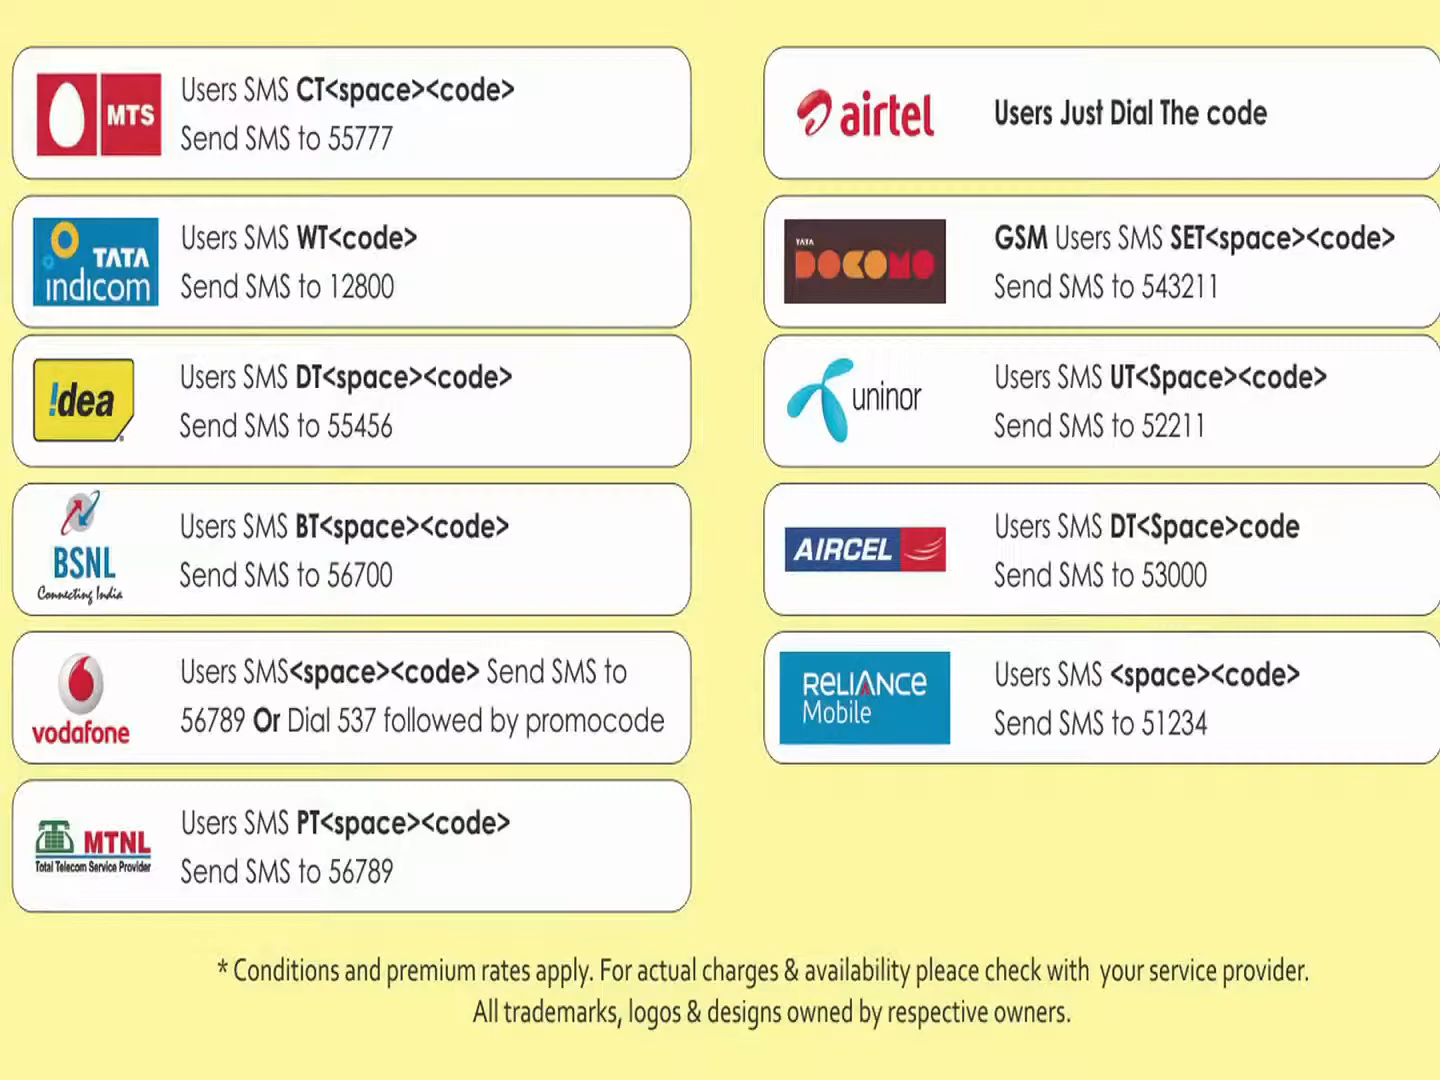 MTS
Users SMS CT<space><code>
Send SMS to 55777
airtel
Users Just Dial The code
TATA
indicom
Users SMS WT<code>
Send SMS to 12800
TATA
DOCOMO
GSM Users SMS SET<space><code>
Send SMS to 543211
!dea
Users SMS DT<space><code>
Send SMS to 55456
uninor
Users SMS UT<Space><code>
Send SMS to 52211
BSNL
Connecting India
Users SMS BT<space><code>
Send SMS to 56700
AIRCEL
Users SMS DT<Space>code
Send SMS to 53000
vodafone
Users SMS<space><code> Send SMS to
56789 Or Dial 537 followed by promocode
RELIANCE
Mobile
Users SMS <space><code>
Send SMS to 51234
MTNL
Total Telecom Service Provider
Users SMS PT<space><code>
Send SMS to 56789
* Conditions and premium rates apply. For actual charges & availability pleace check with your service provider.
All trademarks, logos & designs owned by respective owners.